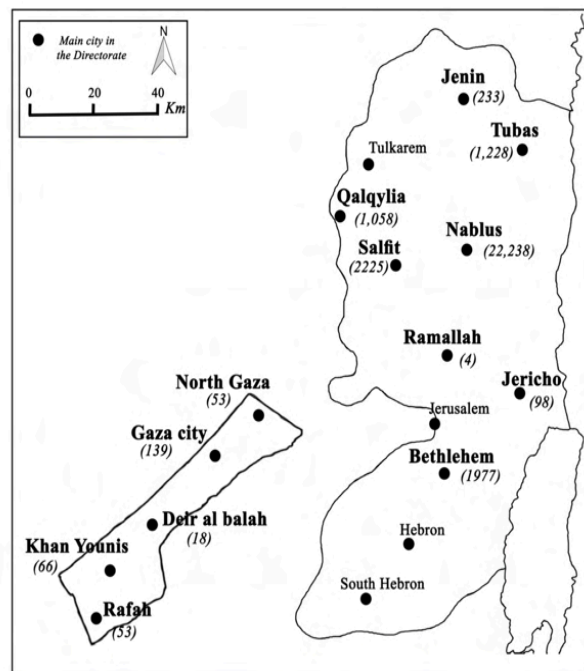 Main city in
the Directorate
N
0 20 40 Km
Jenin
(233)
Tubas
(1,228)
Tulkarem
Qalqylia
(1,058)
Nablus
(22,238)
Salfit
(2225)
Ramallah
(4)
Jericho
(98)
North Gaza
(53)
Jerusalem
Gaza city
(139)
Bethlehem
(1977)
Deir al balah
(18)
Hebron
Khan Younis
(66)
South Hebron
Rafah
(53)